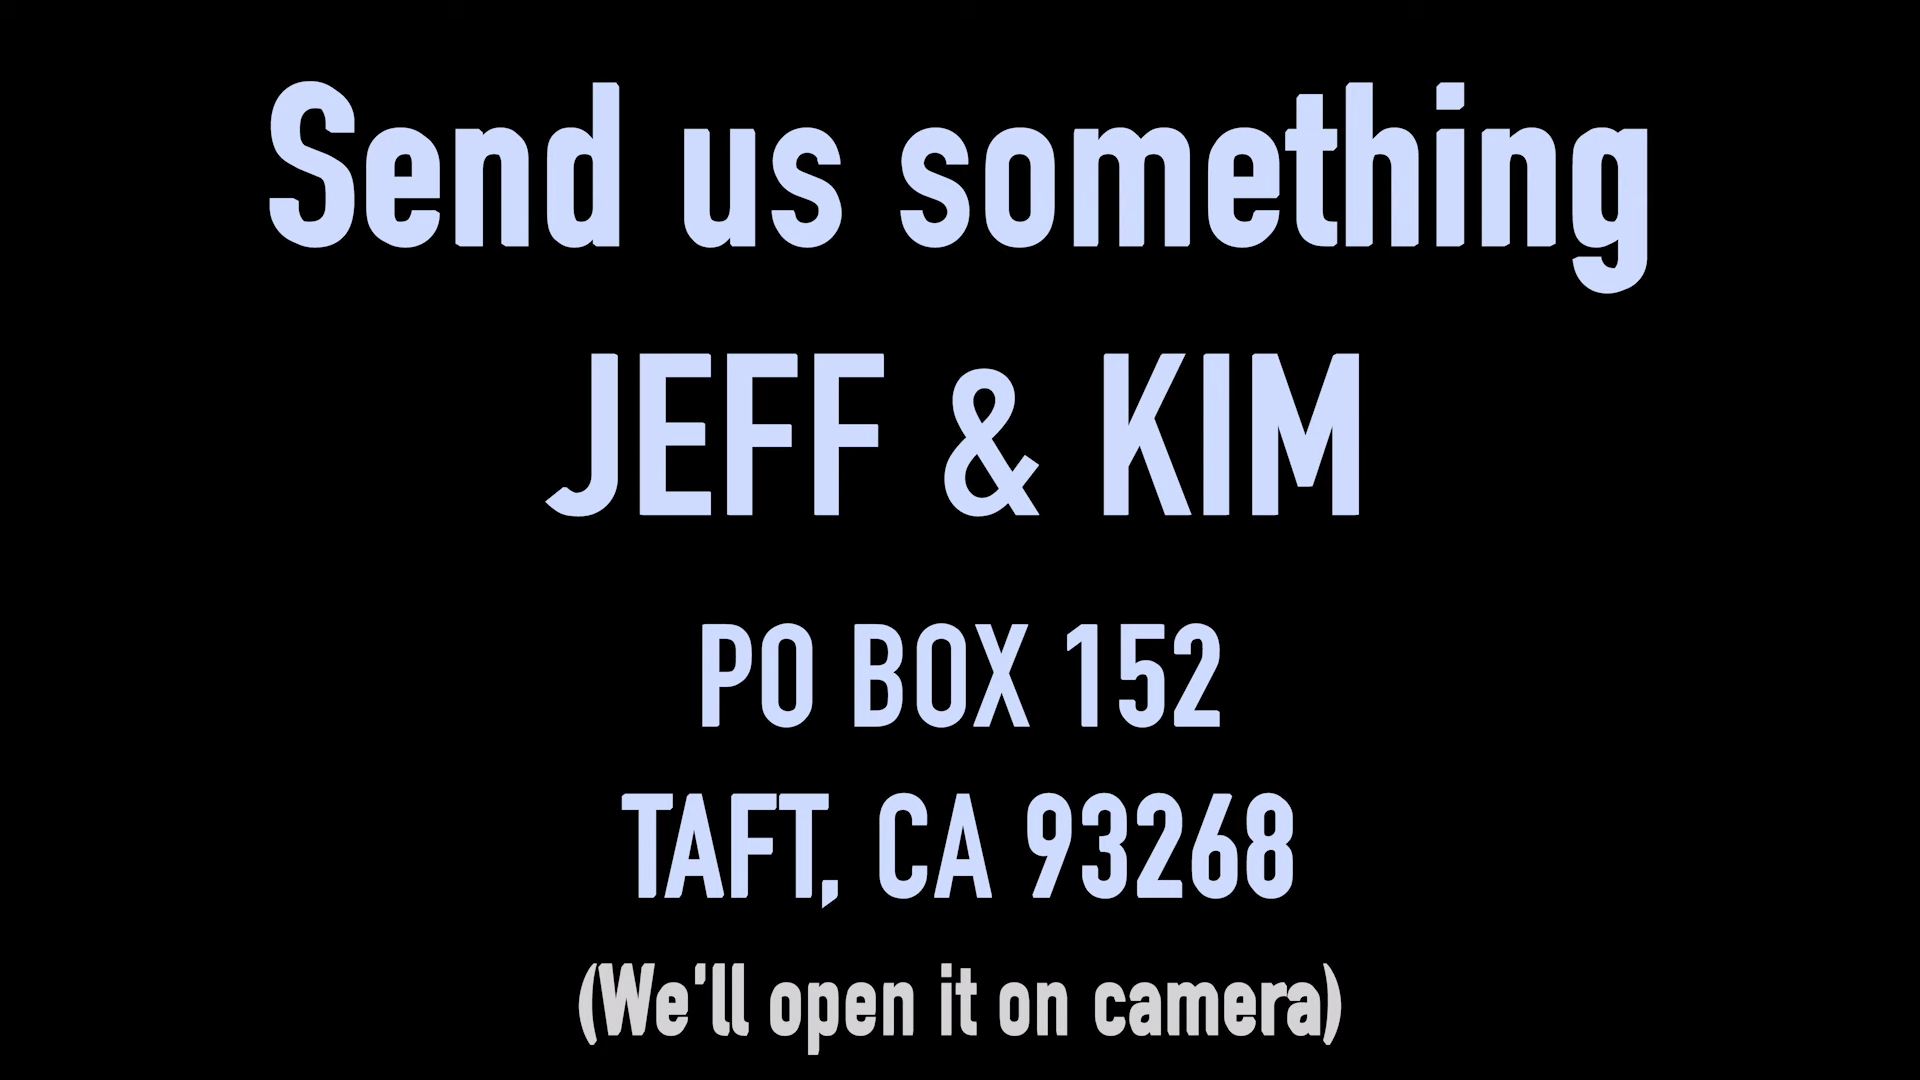 Send us something
JEFF & KIM
PO BOX 152
TAFT, CA 93268
(We'll open it on camera)